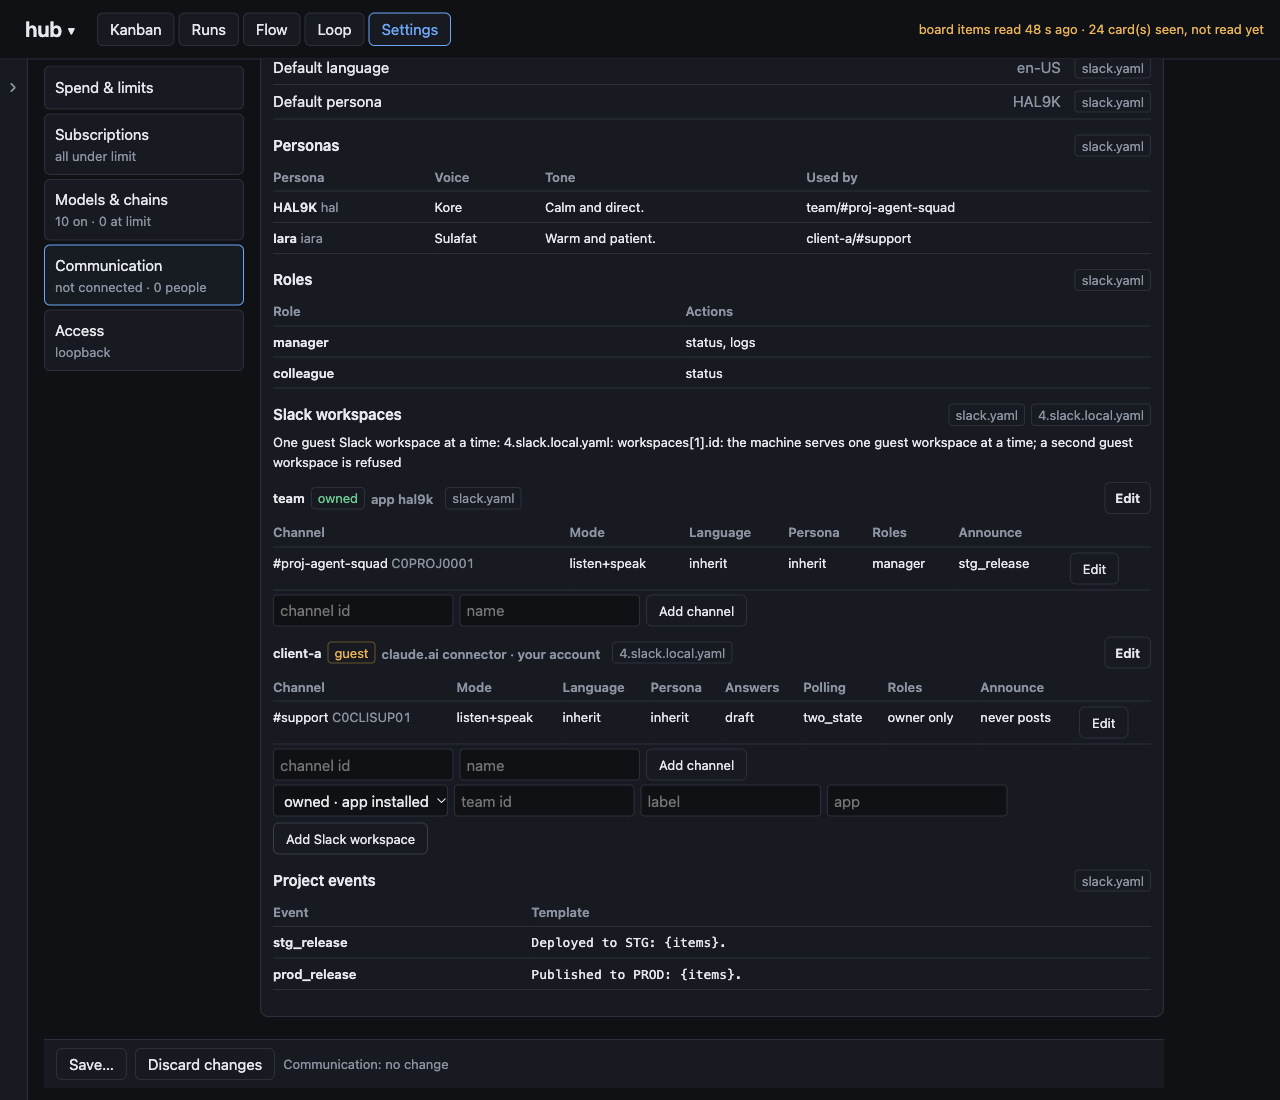 hub ▾ Kanban Runs Flow Loop Settings board items read 48 s ago · 24 card(s) seen, not read yet
Spend & limits
Subscriptions
all under limit
Models & chains
10 on · 0 at limit
Communication
not connected · 0 people
Access
loopback
Default language en-US slack.yaml
Default persona HAL9K slack.yaml
Personas slack.yaml
Persona Voice Tone Used by
HAL9K hal Kore Calm and direct. team/#proj-agent-squad
Iara iara Sulafat Warm and patient. client-a/#support
Roles slack.yaml
Role Actions
manager status, logs
colleague status
Slack workspaces slack.yaml 4.slack.local.yaml
One guest Slack workspace at a time: 4.slack.local.yaml: workspaces[1].id: the machine serves one guest workspace at a time; a second guest
workspace is refused
team owned app hal9k slack.yaml Edit
Channel Mode Language Persona Roles Announce
#proj-agent-squad C0PROJ0001 listen+speak inherit inherit manager stg_release Edit
channel id name Add channel
client-a guest claude.ai connector · your account 4.slack.local.yaml Edit
Channel Mode Language Persona Answers Polling Roles Announce
#support C0CLISUP01 listen+speak inherit inherit draft two_state owner only never posts Edit
channel id name Add channel
owned · app installed team id label app
Add Slack workspace
Project events slack.yaml
Event Template
stg_release Deployed to STG: {items}.
prod_release Published to PROD: {items}.
Save... Discard changes Communication: no change